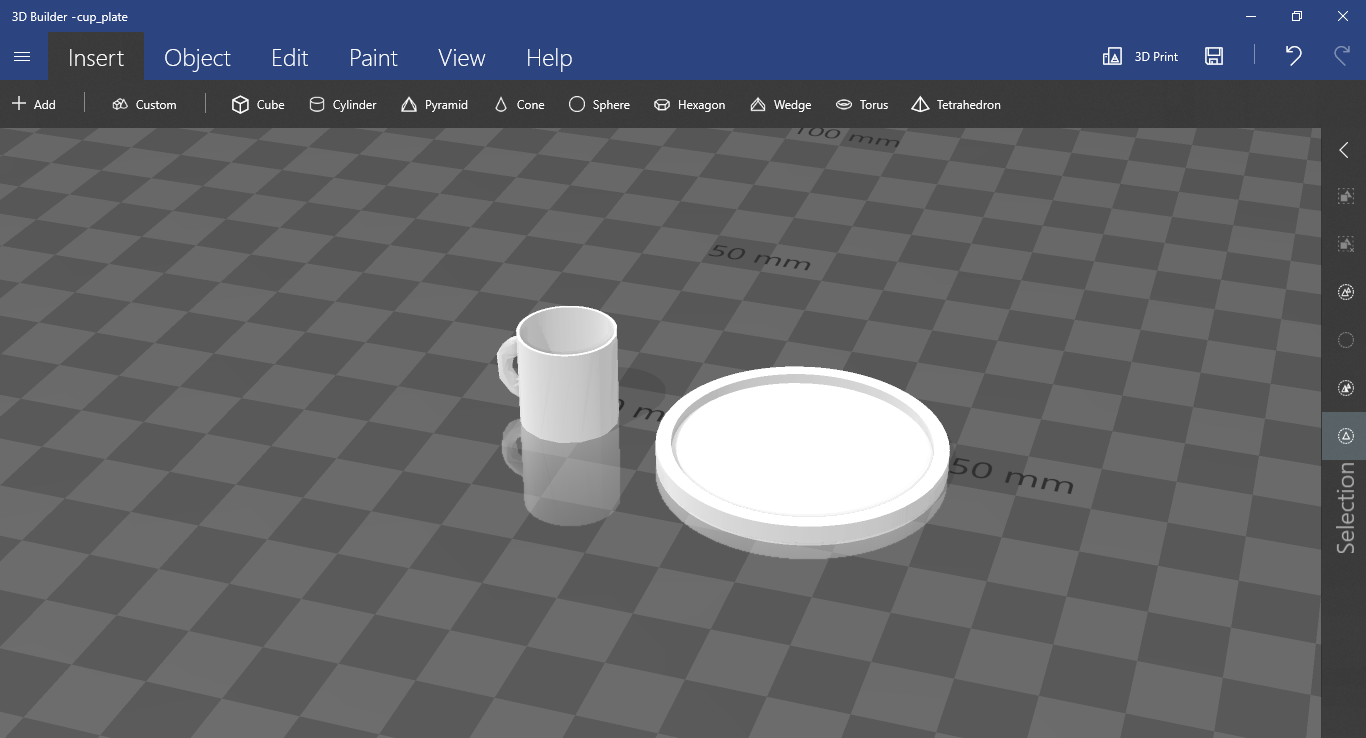 3D Builder -cup_plate
Insert Object Edit Paint View Help 3D Print
Add Custom Cube Cylinder Pyramid Cone Sphere Hexagon Wedge Torus Tetrahedron
100 mm
50 mm
50 mm
Selection